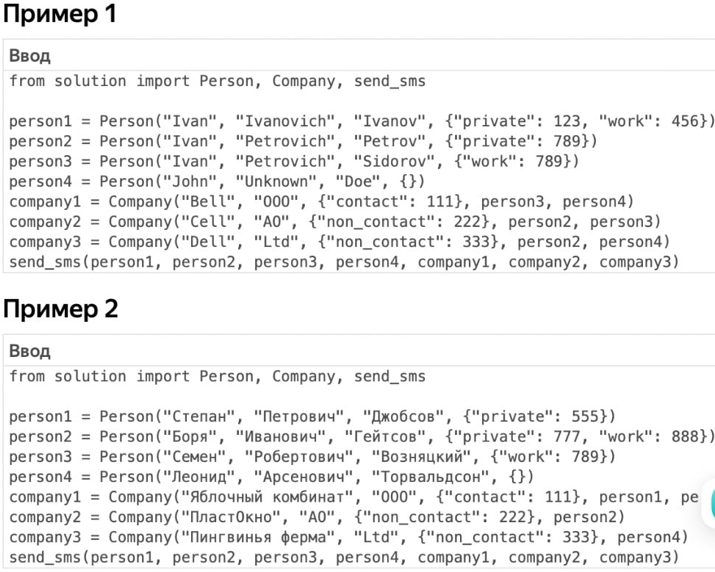 Пример 1
Ввод
from solution import Person, Company, send_sms
person1 = Person("Ivan", "Ivanovich", "Ivanov", {"private": 123, "work": 456})
person2 = Person("Ivan", "Petrovich", "Petrov", {"private": 789})
person3 = Person("Ivan", "Petrovich", "Sidorov", {"work": 789})
person4 = Person("John", "Unknown", "Doe", {})
company1 = Company("Bell", "ООО", {"contact": 111}, person3, person4)
company2 = Company("Cell", "АО", {"non_contact": 222}, person2, person3)
company3 = Company("Dell", "Ltd", {"non_contact": 333}, person2, person4)
send_sms(person1, person2, person3, person4, company1, company2, company3)
Пример 2
Ввод
from solution import Person, Company, send_sms
person1 = Person("Степан", "Петрович", "Джобсов", {"private": 555})
person2 = Person("Боря", "Иванович", "Гейтсов", {"private": 777, "work": 888})
person3 = Person("Семен", "Робертович", "Возняцкий", {"work": 789})
person4 = Person("Леонид", "Арсенович", "Торвальдсон", {})
company1 = Company("Яблочный комбинат", "ООО", {"contact": 111}, person1, pe
company2 = Company("ПластОкно", "АО", {"non_contact": 222}, person2)
company3 = Company("Пингвинья ферма", "Ltd", {"non_contact": 333}, person4)
send_sms(person1, person2, person3, person4, company1, company2, company3)